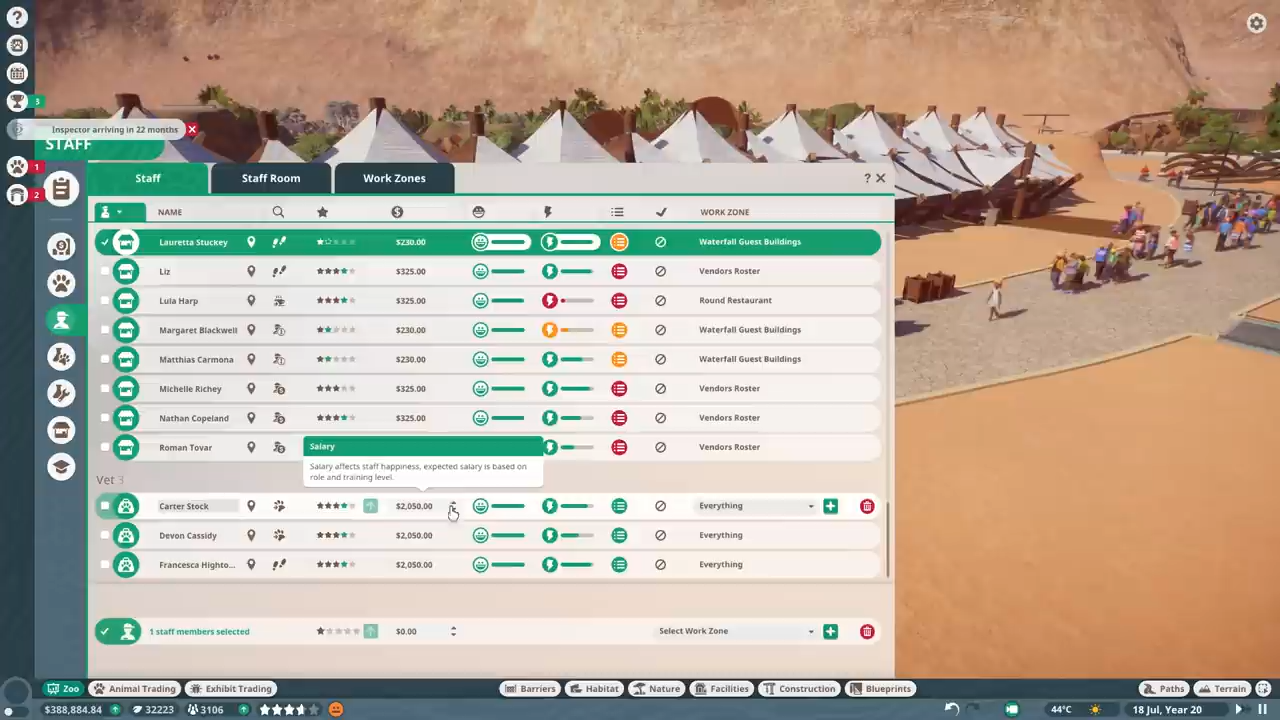 ?
3
Inspector arriving in 22 months
STAFF
1
2
Staff
Staff Room
Work Zones
?
NAME
WORK ZONE
Lauretta Stuckey $230.00 Waterfall Guest Buildings
Liz $325.00 Vendors Roster
Lula Harp $325.00 Round Restaurant
Margaret Blackwell $230.00 Waterfall Guest Buildings
Matthias Carmona $230.00 Waterfall Guest Buildings
Michelle Richey $325.00 Vendors Roster
Nathan Copeland $325.00 Vendors Roster
Roman Tovar Vendors Roster
Salary
Salary affects staff happiness, expected salary is based on
role and training level.
Vet 3
Carter Stock $2,050.00 Everything
Devon Cassidy $2,050.00 Everything
Francesca Highto... $2,050.00 Everything
1 staff members selected $0.00 Select Work Zone
Zoo Animal Trading Exhibit Trading Barriers Habitat Nature Facilities Construction Blueprints Paths Terrain
$388,884.84 32223 3106 44°C 18 Jul, Year 20